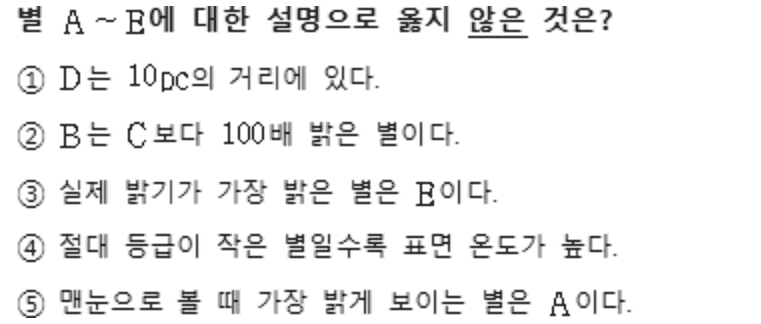 별 A ~ E에 대한 설명으로 옳지 않은 것은?
① D는 10pc의 거리에 있다.
② B는 C보다 100배 밝은 별이다.
③ 실제 밝기가 가장 밝은 별은 E이다.
④ 절대 등급이 작은 별일수록 표면 온도가 높다.
⑤ 맨눈으로 볼 때 가장 밝게 보이는 별은 A이다.